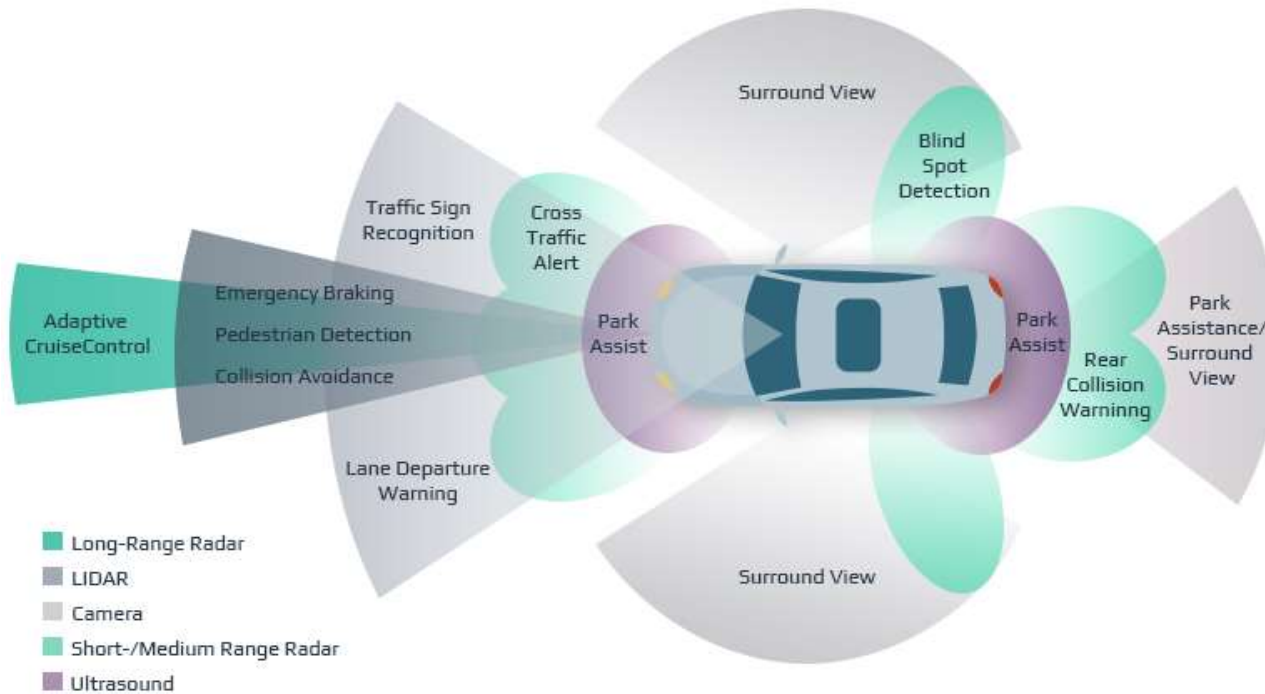 Surround View
Blind
Spot
Detection
Traffic Sign
Recognition
Cross
Traffic
Alert
Emergency Braking
Pedestrian Detection
Collision Avoidance
Adaptive
CruiseControl
Park
Assist
Park
Assist
Rear
Collision
Warninng
Park
Assistance/
Surround
View
Lane Departure
Warning
Surround View
Long-Range Radar
LIDAR
Camera
Short-/Medium Range Radar
Ultrasound